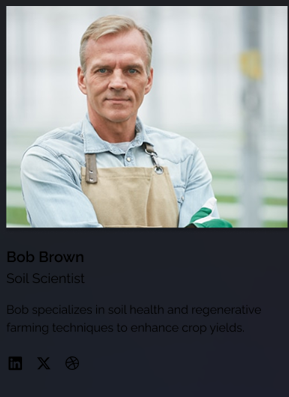 Bob Brown
Soil Scientist
Bob specializes in soil health and regenerative
farming techniques to enhance crop yields.